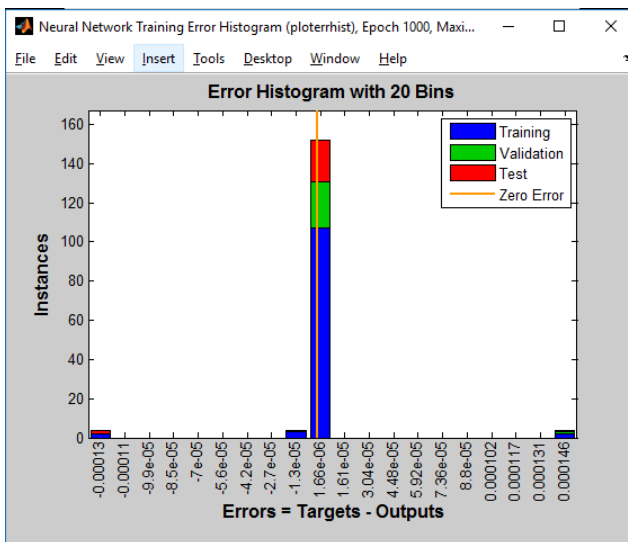 Neural Network Training Error Histogram (ploterrhist), Epoch 1000, Maxi...
File Edit View Insert Tools Desktop Window Help
Error Histogram with 20 Bins
Training
Validation
Test
Zero Error
160
140
120
100
80
60
40
20
0
Instances
-0.00013
-0.00011
-9.9e-05
-8.5e-05
-7e-05
-5.6e-05
-4.2e-05
-2.7e-05
-1.3e-05
1.66e-06
1.61e-05
3.04e-05
4.48e-05
5.92e-05
7.36e-05
8.8e-05
0.000102
0.000117
0.000131
0.000146
Errors = Targets - Outputs